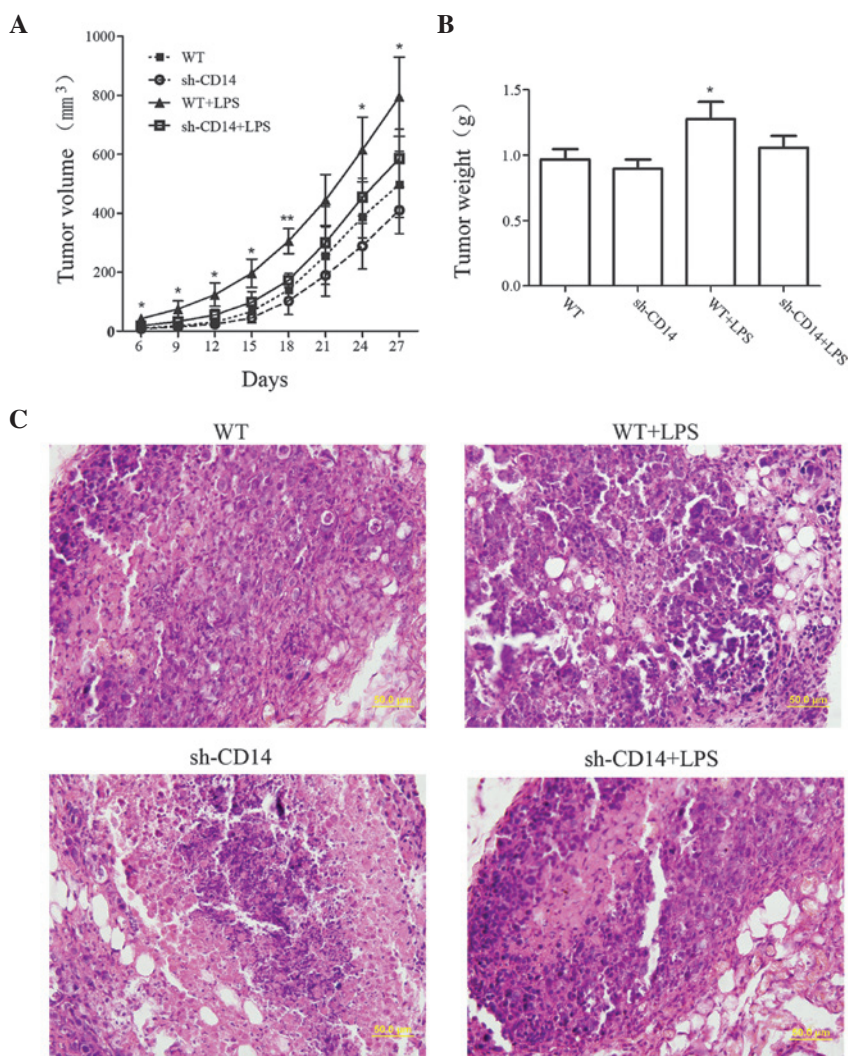 A
Tumor volume (mm³)
1000
800
600
400
200
0
WT
sh-CD14
WT+LPS
sh-CD14+LPS
*
*
*
*
**
*
*
6 9 12 15 18 21 24 27
Days
B
Tumor weight (g)
1.5
1.0
0.5
0.0
*
WT
sh-CD14
WT+LPS
sh-CD14+LPS
C
WT
WT+LPS
50.0 µm
50.0 µm
sh-CD14
sh-CD14+LPS
50.0 µm
50.0 µm